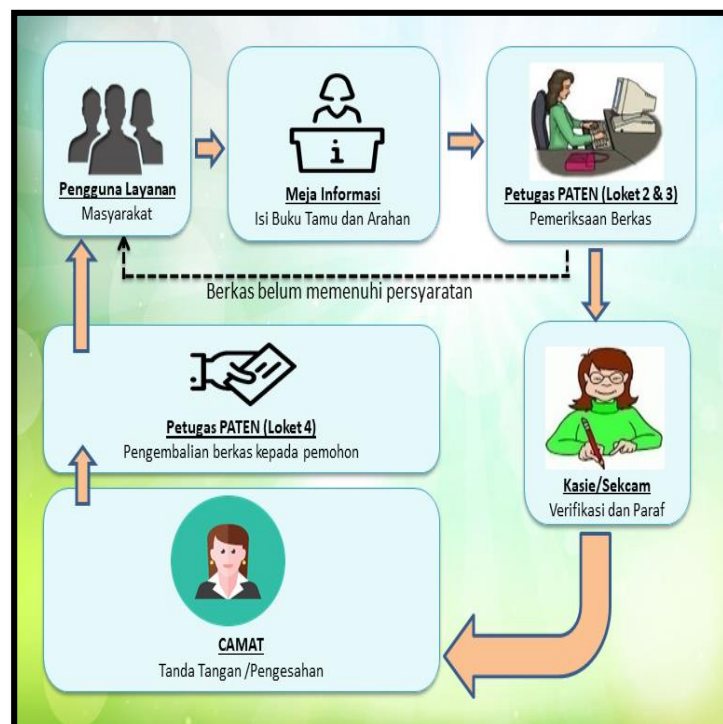 Pengguna Layanan
Masyarakat
i
Meja Informasi
Isi Buku Tamu dan Arahan
Petugas PATEN (Loket 2 & 3)
Pemeriksaan Berkas
Berkas belum memenuhi persyaratan
Kasie/Sekcam
Verifikasi dan Paraf
CAMAT
Tanda Tangan /Pengesahan
Petugas PATEN (Loket 4)
Pengembalian berkas kepada pemohon